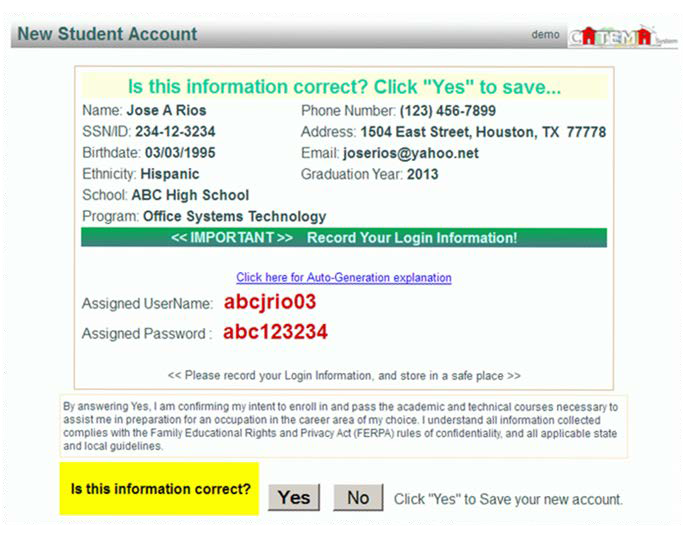 New Student Account
demo CATEMA System
Is this information correct? Click "Yes" to save...
Name: Jose A Rios Phone Number: (123) 456-7899
SSN/ID: 234-12-3234 Address: 1504 East Street, Houston, TX 77778
Birthdate: 03/03/1995 Email: joserios@yahoo.net
Ethnicity: Hispanic Graduation Year: 2013
School: ABC High School
Program: Office Systems Technology
<< IMPORTANT >> Record Your Login Information!
Click here for Auto-Generation explanation
Assigned UserName: abcjrio03
Assigned Password : abc123234
<< Please record your Login Information, and store in a safe place >>
By answering Yes, I am confirming my intent to enroll in and pass the academic and technical courses necessary to
assist me in preparation for an occupation in the career area of my choice. I understand all information collected
complies with the Family Educational Rights and Privacy Act (FERPA) rules of confidentiality, and all applicable state
and local guidelines.
Is this information correct? Yes No Click "Yes" to Save your new account.